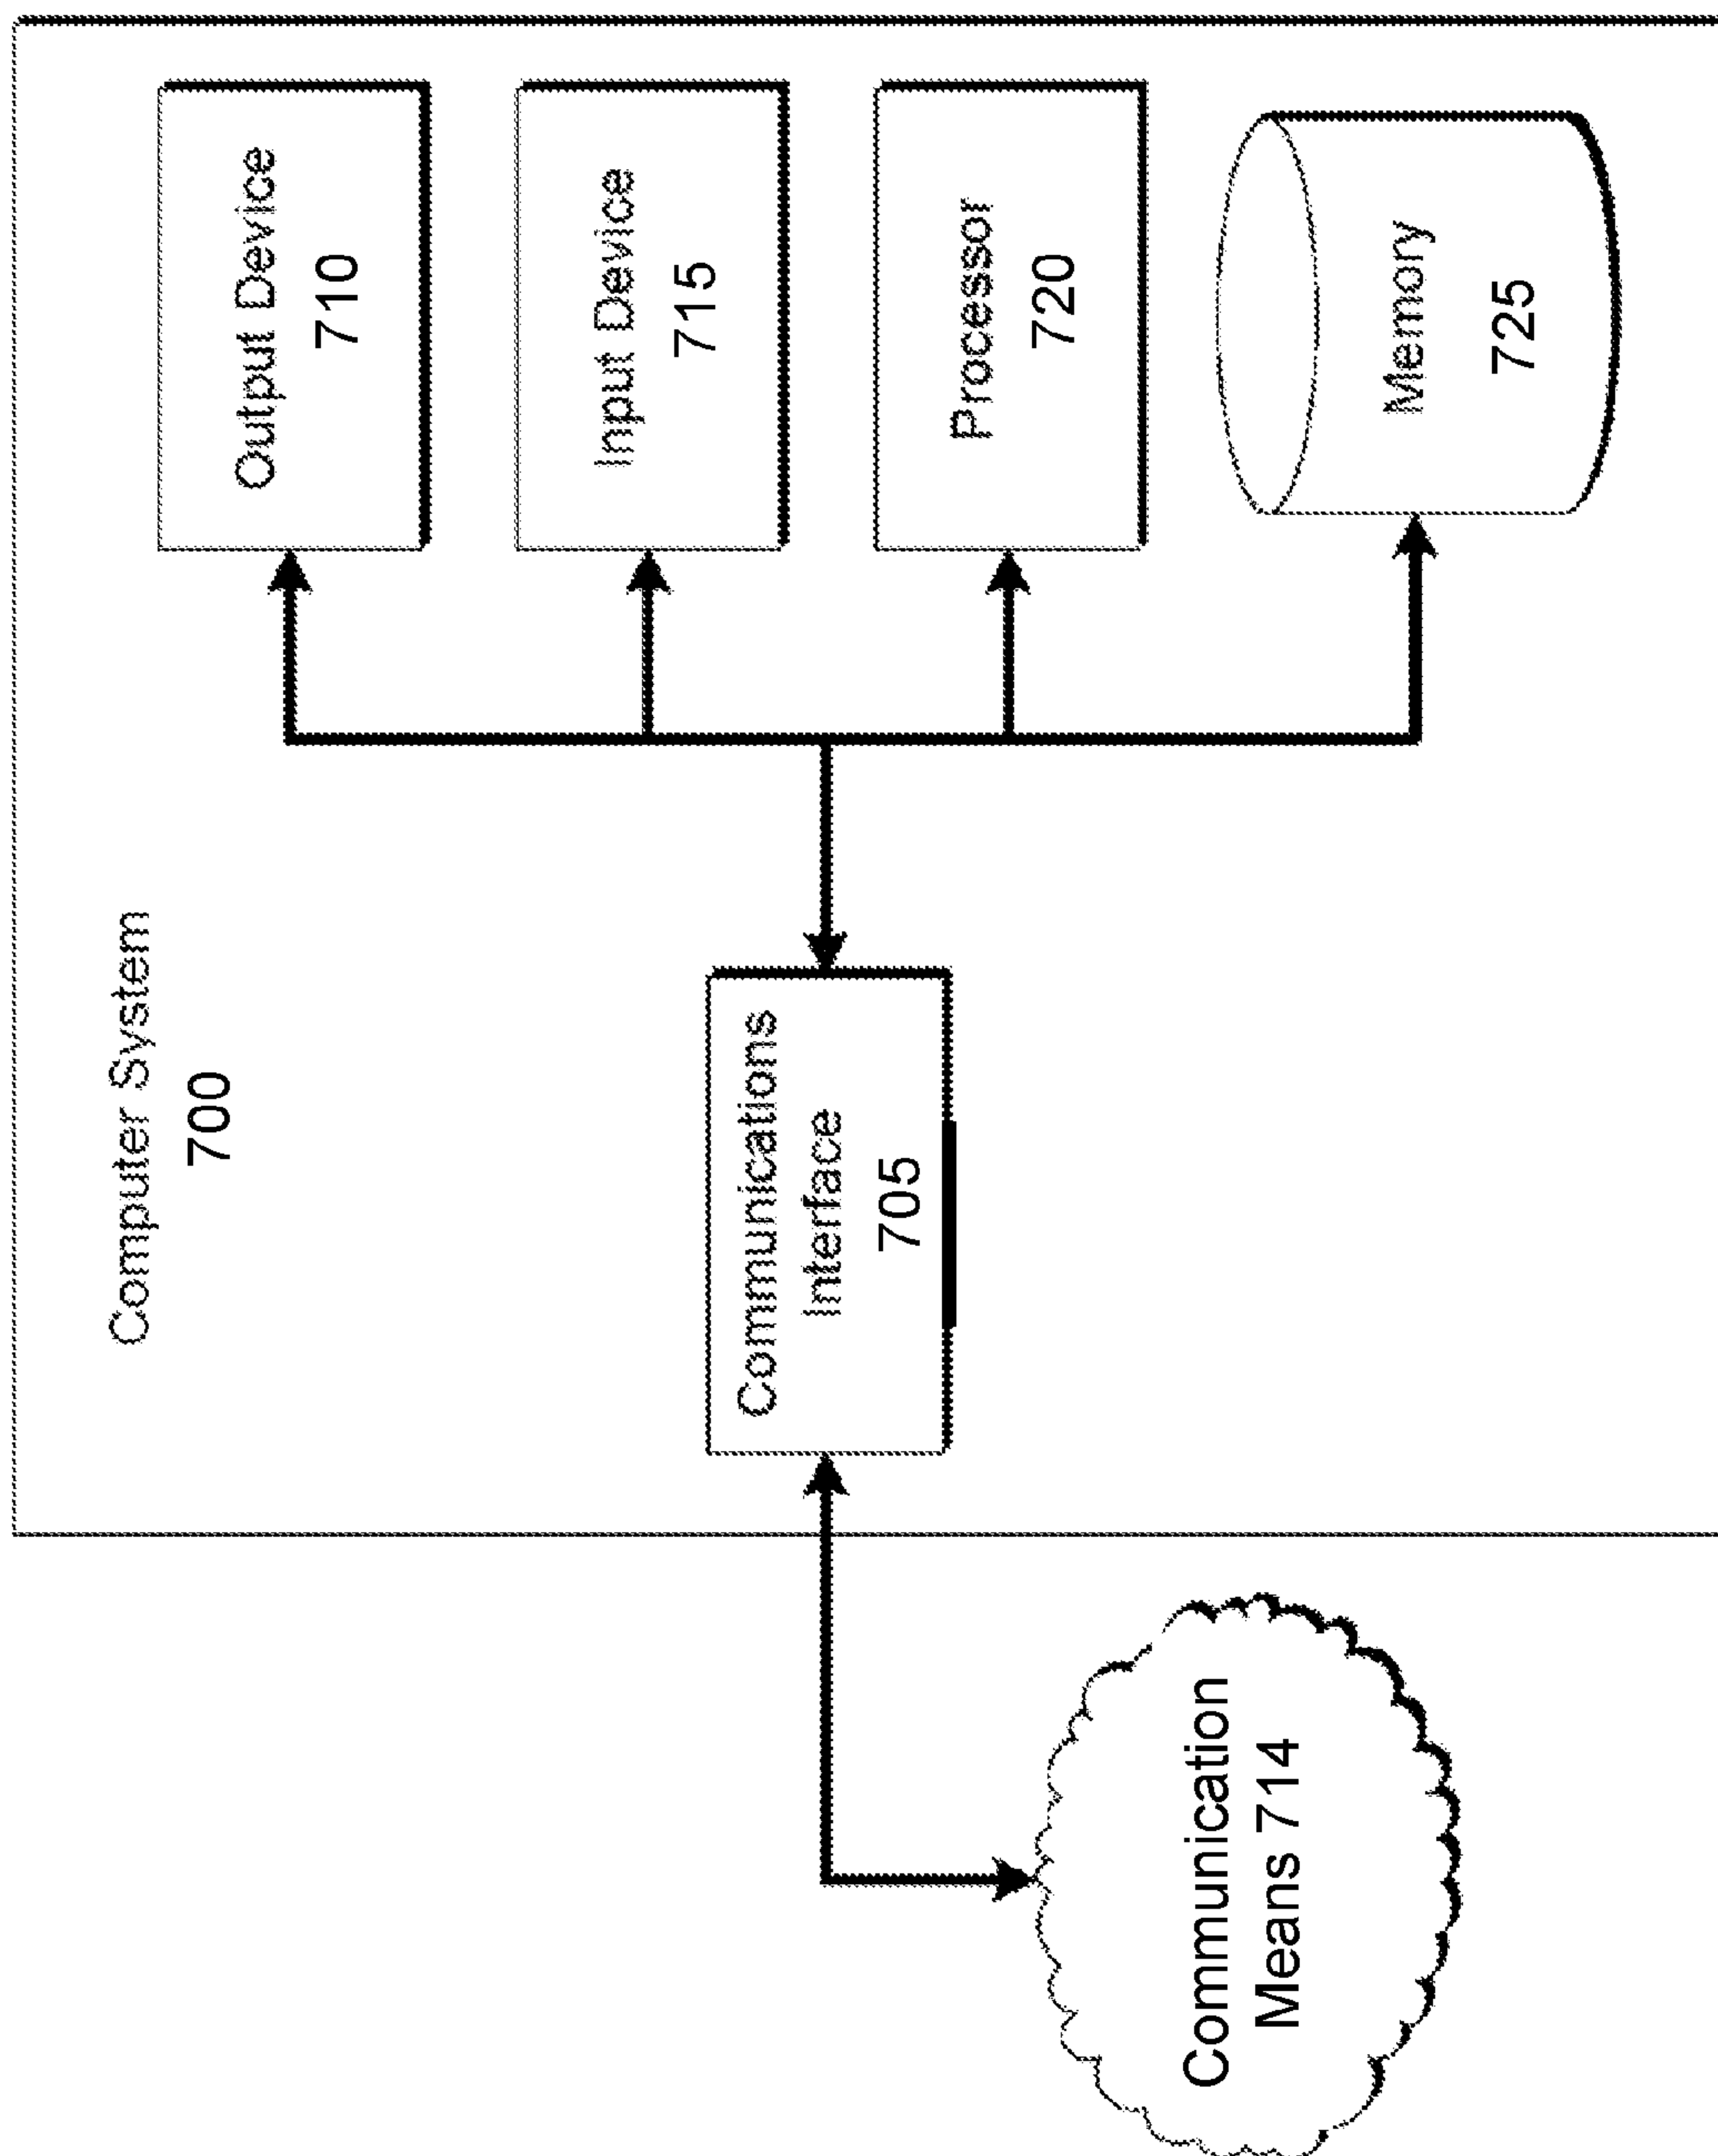 Computer System
700
Output Device
710
Input Device
715
Communications
Interface
705
Processor
720
Memory
725
Communication
Means 714